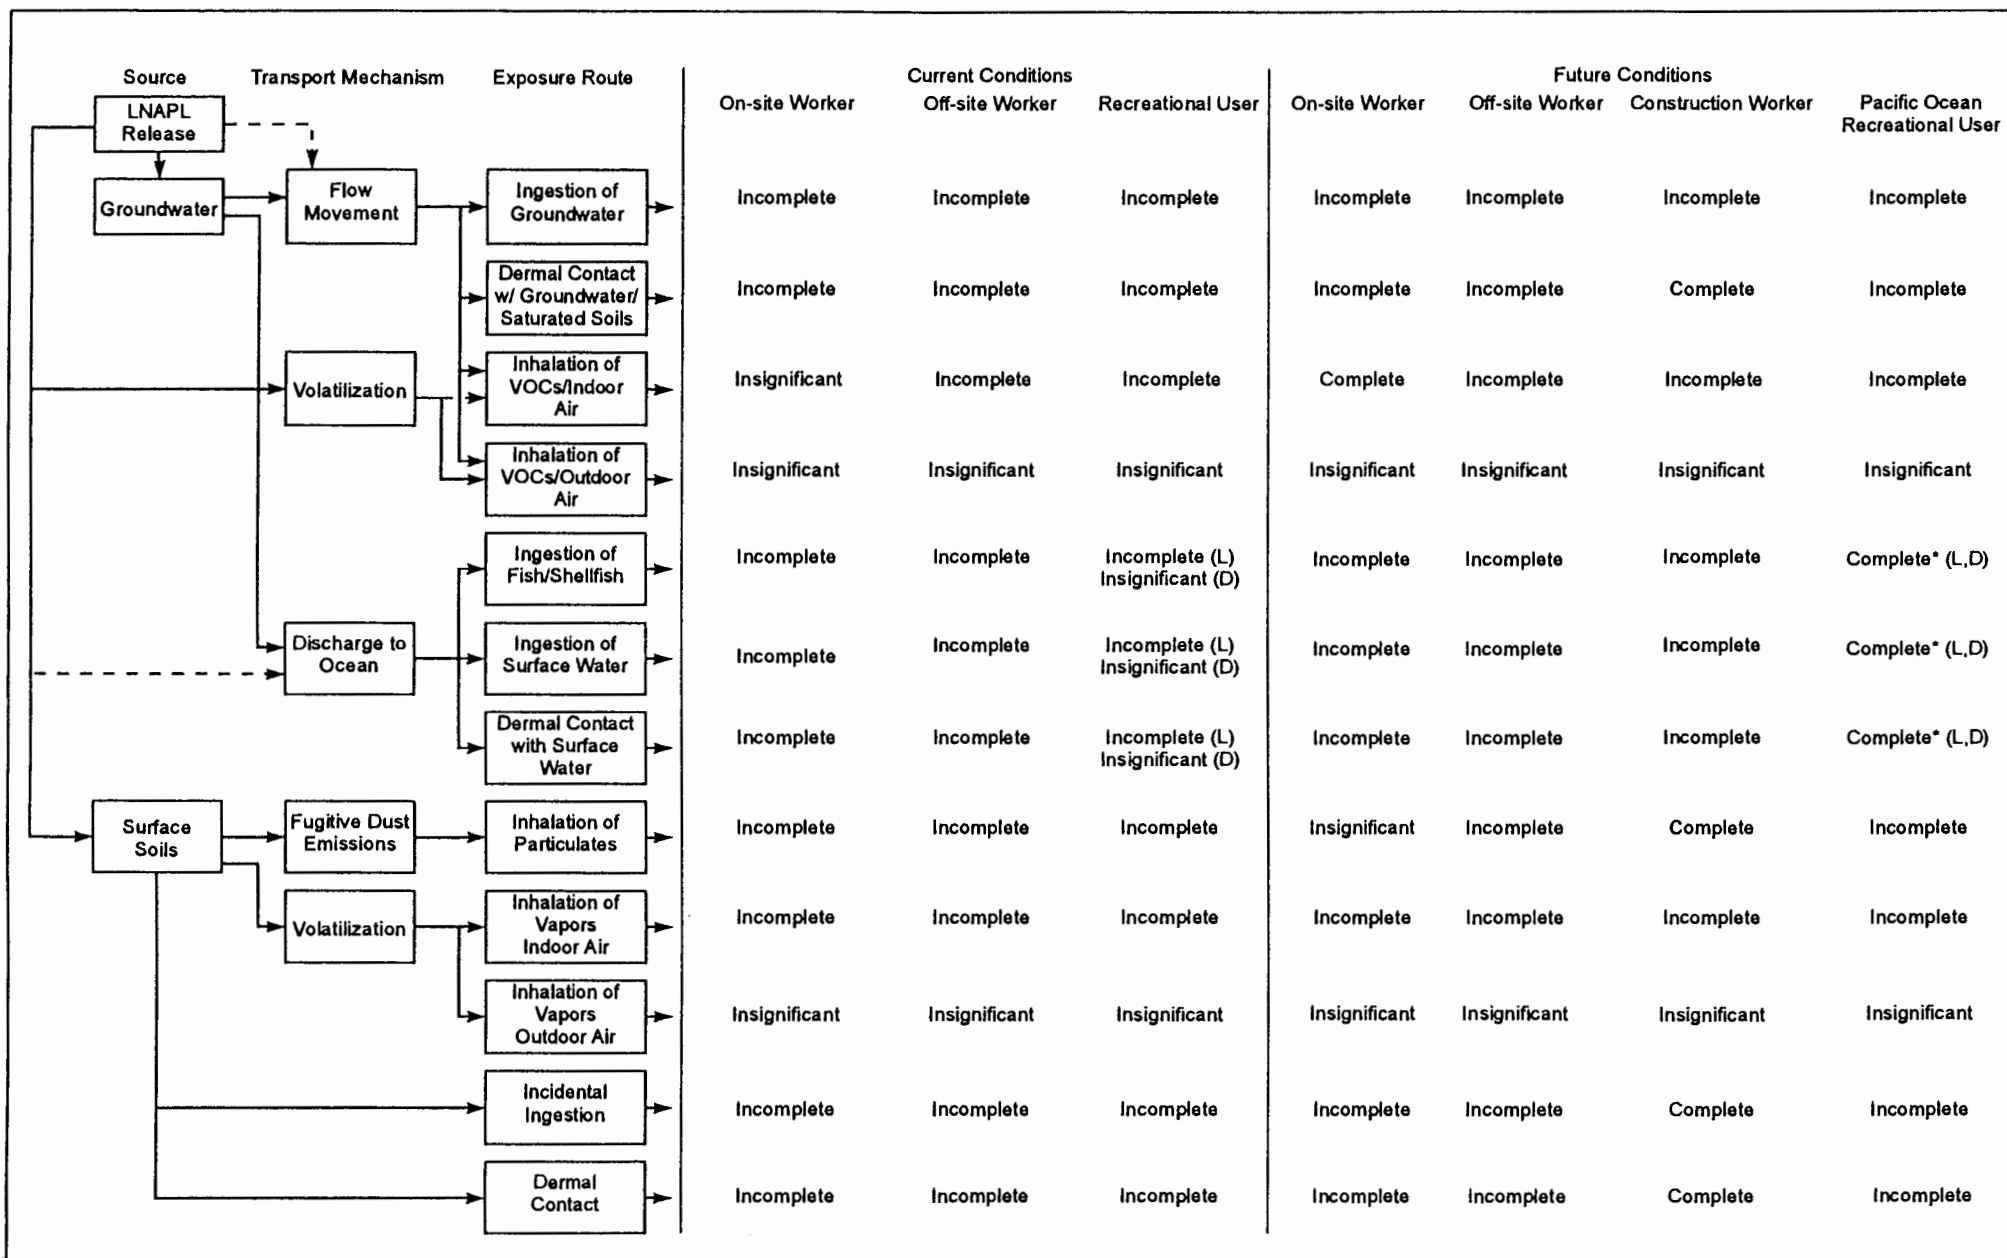 Source Transport Mechanism Exposure Route Current Conditions Future Conditions
On-site Worker Off-site Worker Recreational User On-site Worker Off-site Worker Construction Worker Pacific Ocean
Recreational User
LNAPL
Release
Groundwater
Flow
Movement
Ingestion of
Groundwater
Incomplete Incomplete Incomplete Incomplete Incomplete Incomplete Incomplete
Dermal Contact
w/ Groundwater/
Saturated Soils
Incomplete Incomplete Incomplete Incomplete Incomplete Complete Incomplete
Volatilization
Inhalation of
VOCs/Indoor
Air
Insignificant Incomplete Incomplete Complete Incomplete Incomplete Incomplete
Inhalation of
VOCs/Outdoor
Air
Insignificant Insignificant Insignificant Insignificant Insignificant Insignificant Insignificant
Ingestion of
Fish/Shellfish
Incomplete Incomplete Incomplete (L) Incomplete Incomplete Incomplete Complete* (L,D)
Insignificant (D)
Discharge to
Ocean
Ingestion of
Surface Water
Incomplete Incomplete Incomplete (L) Incomplete Incomplete Incomplete Complete* (L,D)
Insignificant (D)
Dermal Contact
with Surface
Water
Incomplete Incomplete Incomplete (L) Incomplete Incomplete Incomplete Complete* (L,D)
Insignificant (D)
Surface
Soils
Fugitive Dust
Emissions
Inhalation of
Particulates
Incomplete Incomplete Incomplete Insignificant Incomplete Complete Incomplete
Volatilization
Inhalation of
Vapors
Indoor Air
Incomplete Incomplete Incomplete Incomplete Incomplete Incomplete Incomplete
Inhalation of
Vapors
Outdoor Air
Insignificant Insignificant Insignificant Insignificant Insignificant Insignificant Insignificant
Incidental
Ingestion
Incomplete Incomplete Incomplete Incomplete Incomplete Complete Incomplete
Dermal
Contact
Incomplete Incomplete Incomplete Incomplete Incomplete Complete Incomplete